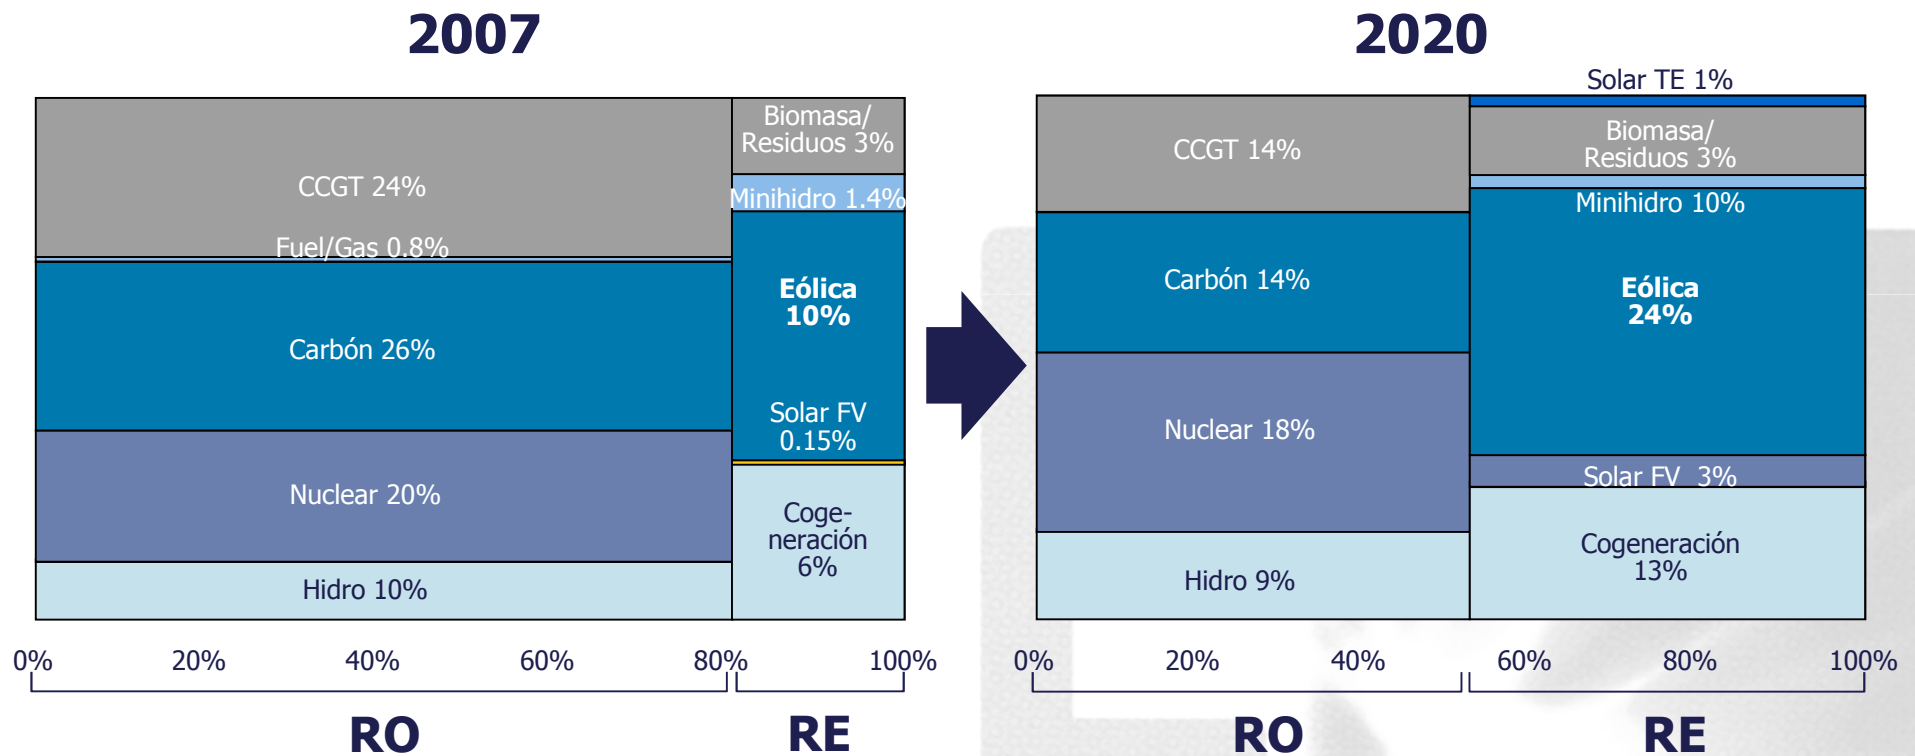 2007
CCGT 24%
Fuel/Gas 0.8%
Carbón 26%
Nuclear 20%
Hidro 10%
Biomasa/
Residuos 3%
Minihidro 1.4%
Eólica
10%
Solar FV
0.15%
Coge-
neración
6%
0% 20% 40% 60% 80% 100%
RO RE
2020
CCGT 14%
Carbón 14%
Nuclear 18%
Hidro 9%
Solar TE 1%
Biomasa/
Residuos 3%
Minihidro 10%
Eólica
24%
Solar FV 3%
Cogeneración
13%
0% 20% 40% 60% 80% 100%
RO RE